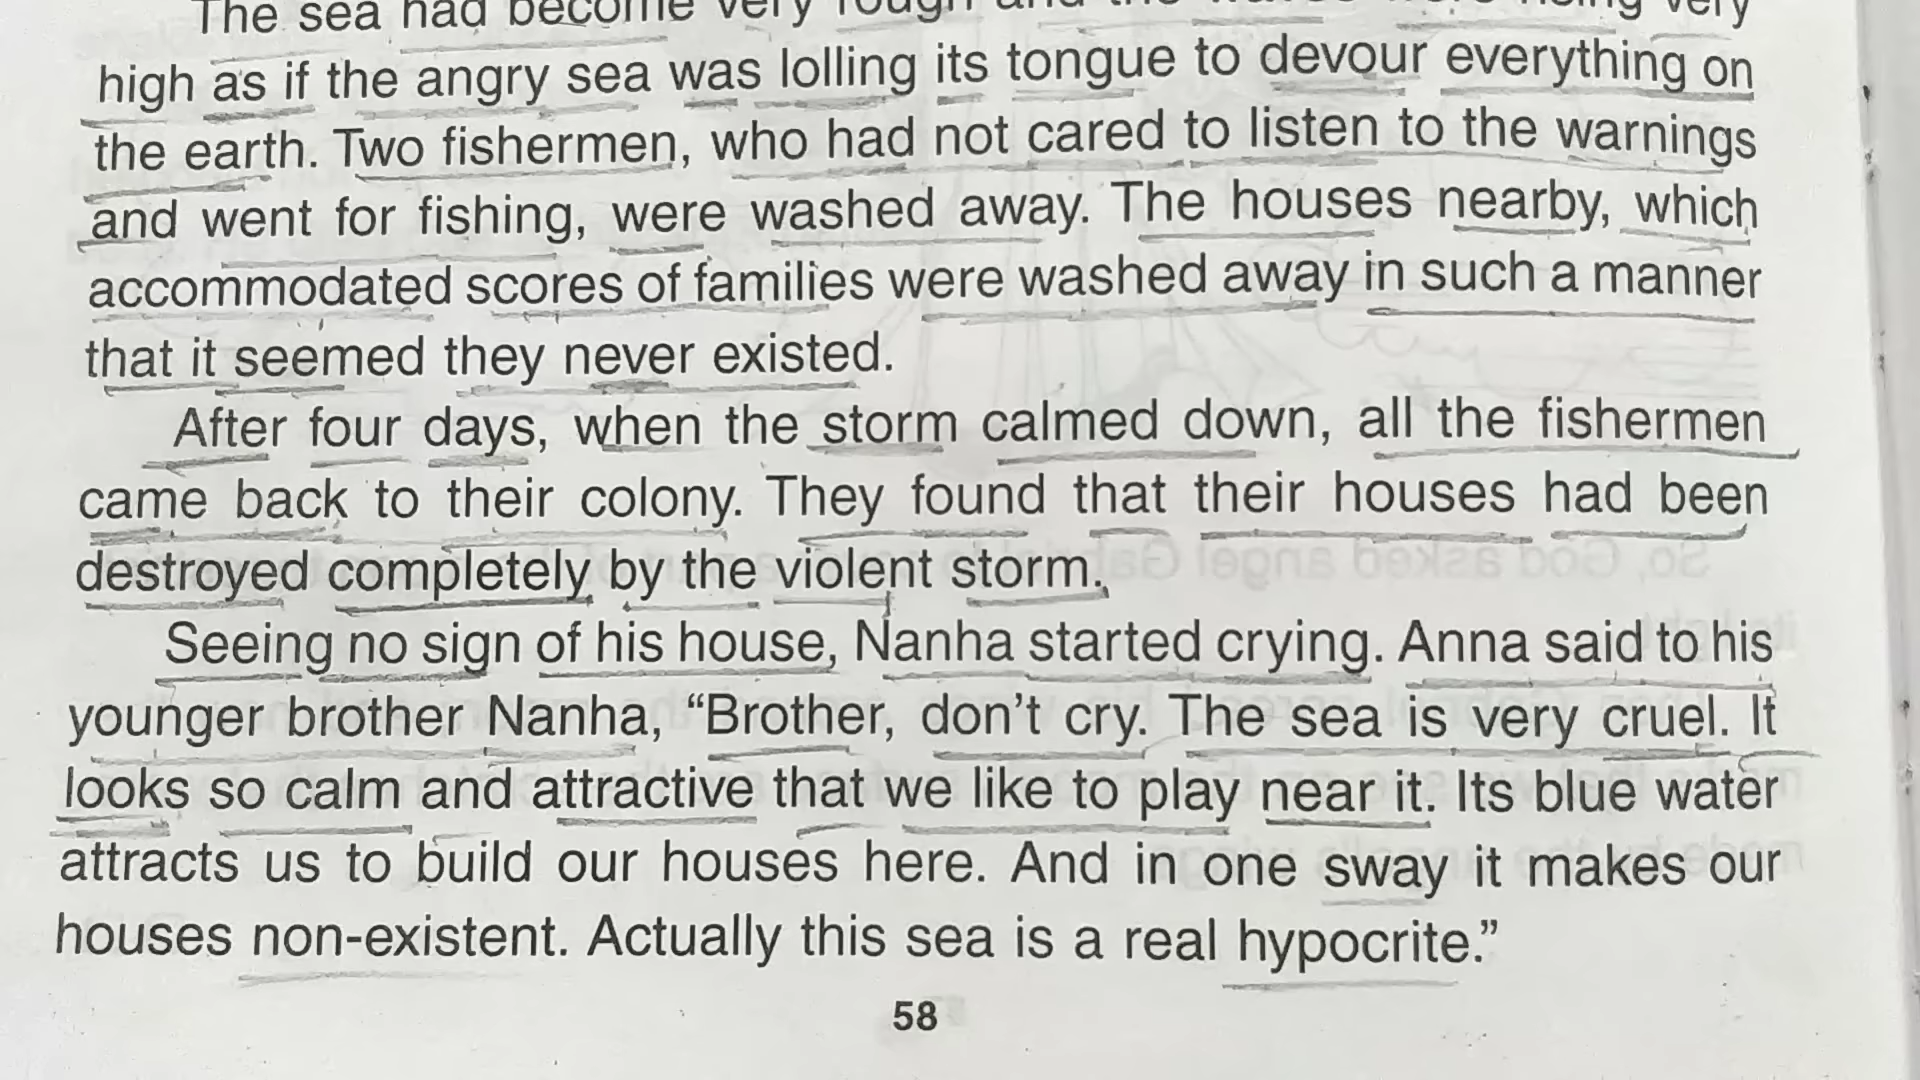 The sea had become very rough and the waves were rising very
high as if the angry sea was lolling its tongue to devour everything on
the earth. Two fishermen, who had not cared to listen to the warnings
and went for fishing, were washed away. The houses nearby, which
accommodated scores of families were washed away in such a manner
that it seemed they never existed.
After four days, when the storm calmed down, all the fishermen
came back to their colony. They found that their houses had been
destroyed completely by the violent storm.
Seeing no sign of his house, Nanha started crying. Anna said to his
younger brother Nanha, “Brother, don’t cry. The sea is very cruel. It
looks so calm and attractive that we like to play near it. Its blue water
attracts us to build our houses here. And in one sway it makes our
houses non-existent. Actually this sea is a real hypocrite.”
58